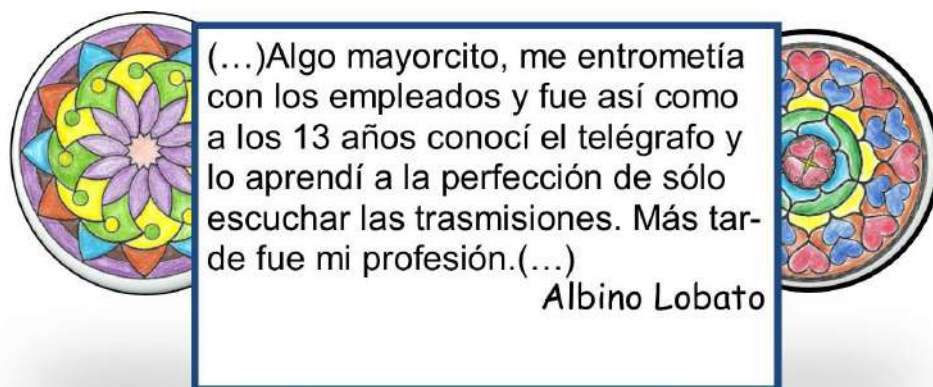 (...)Algo mayorcito, me entrometía
con los empleados y fue así como
a los 13 años conocí el telégrafo y
lo aprendí a la perfección de sólo
escuchar las trasmisiones. Más tar-
de fue mi profesión.(...)
Albino Lobato